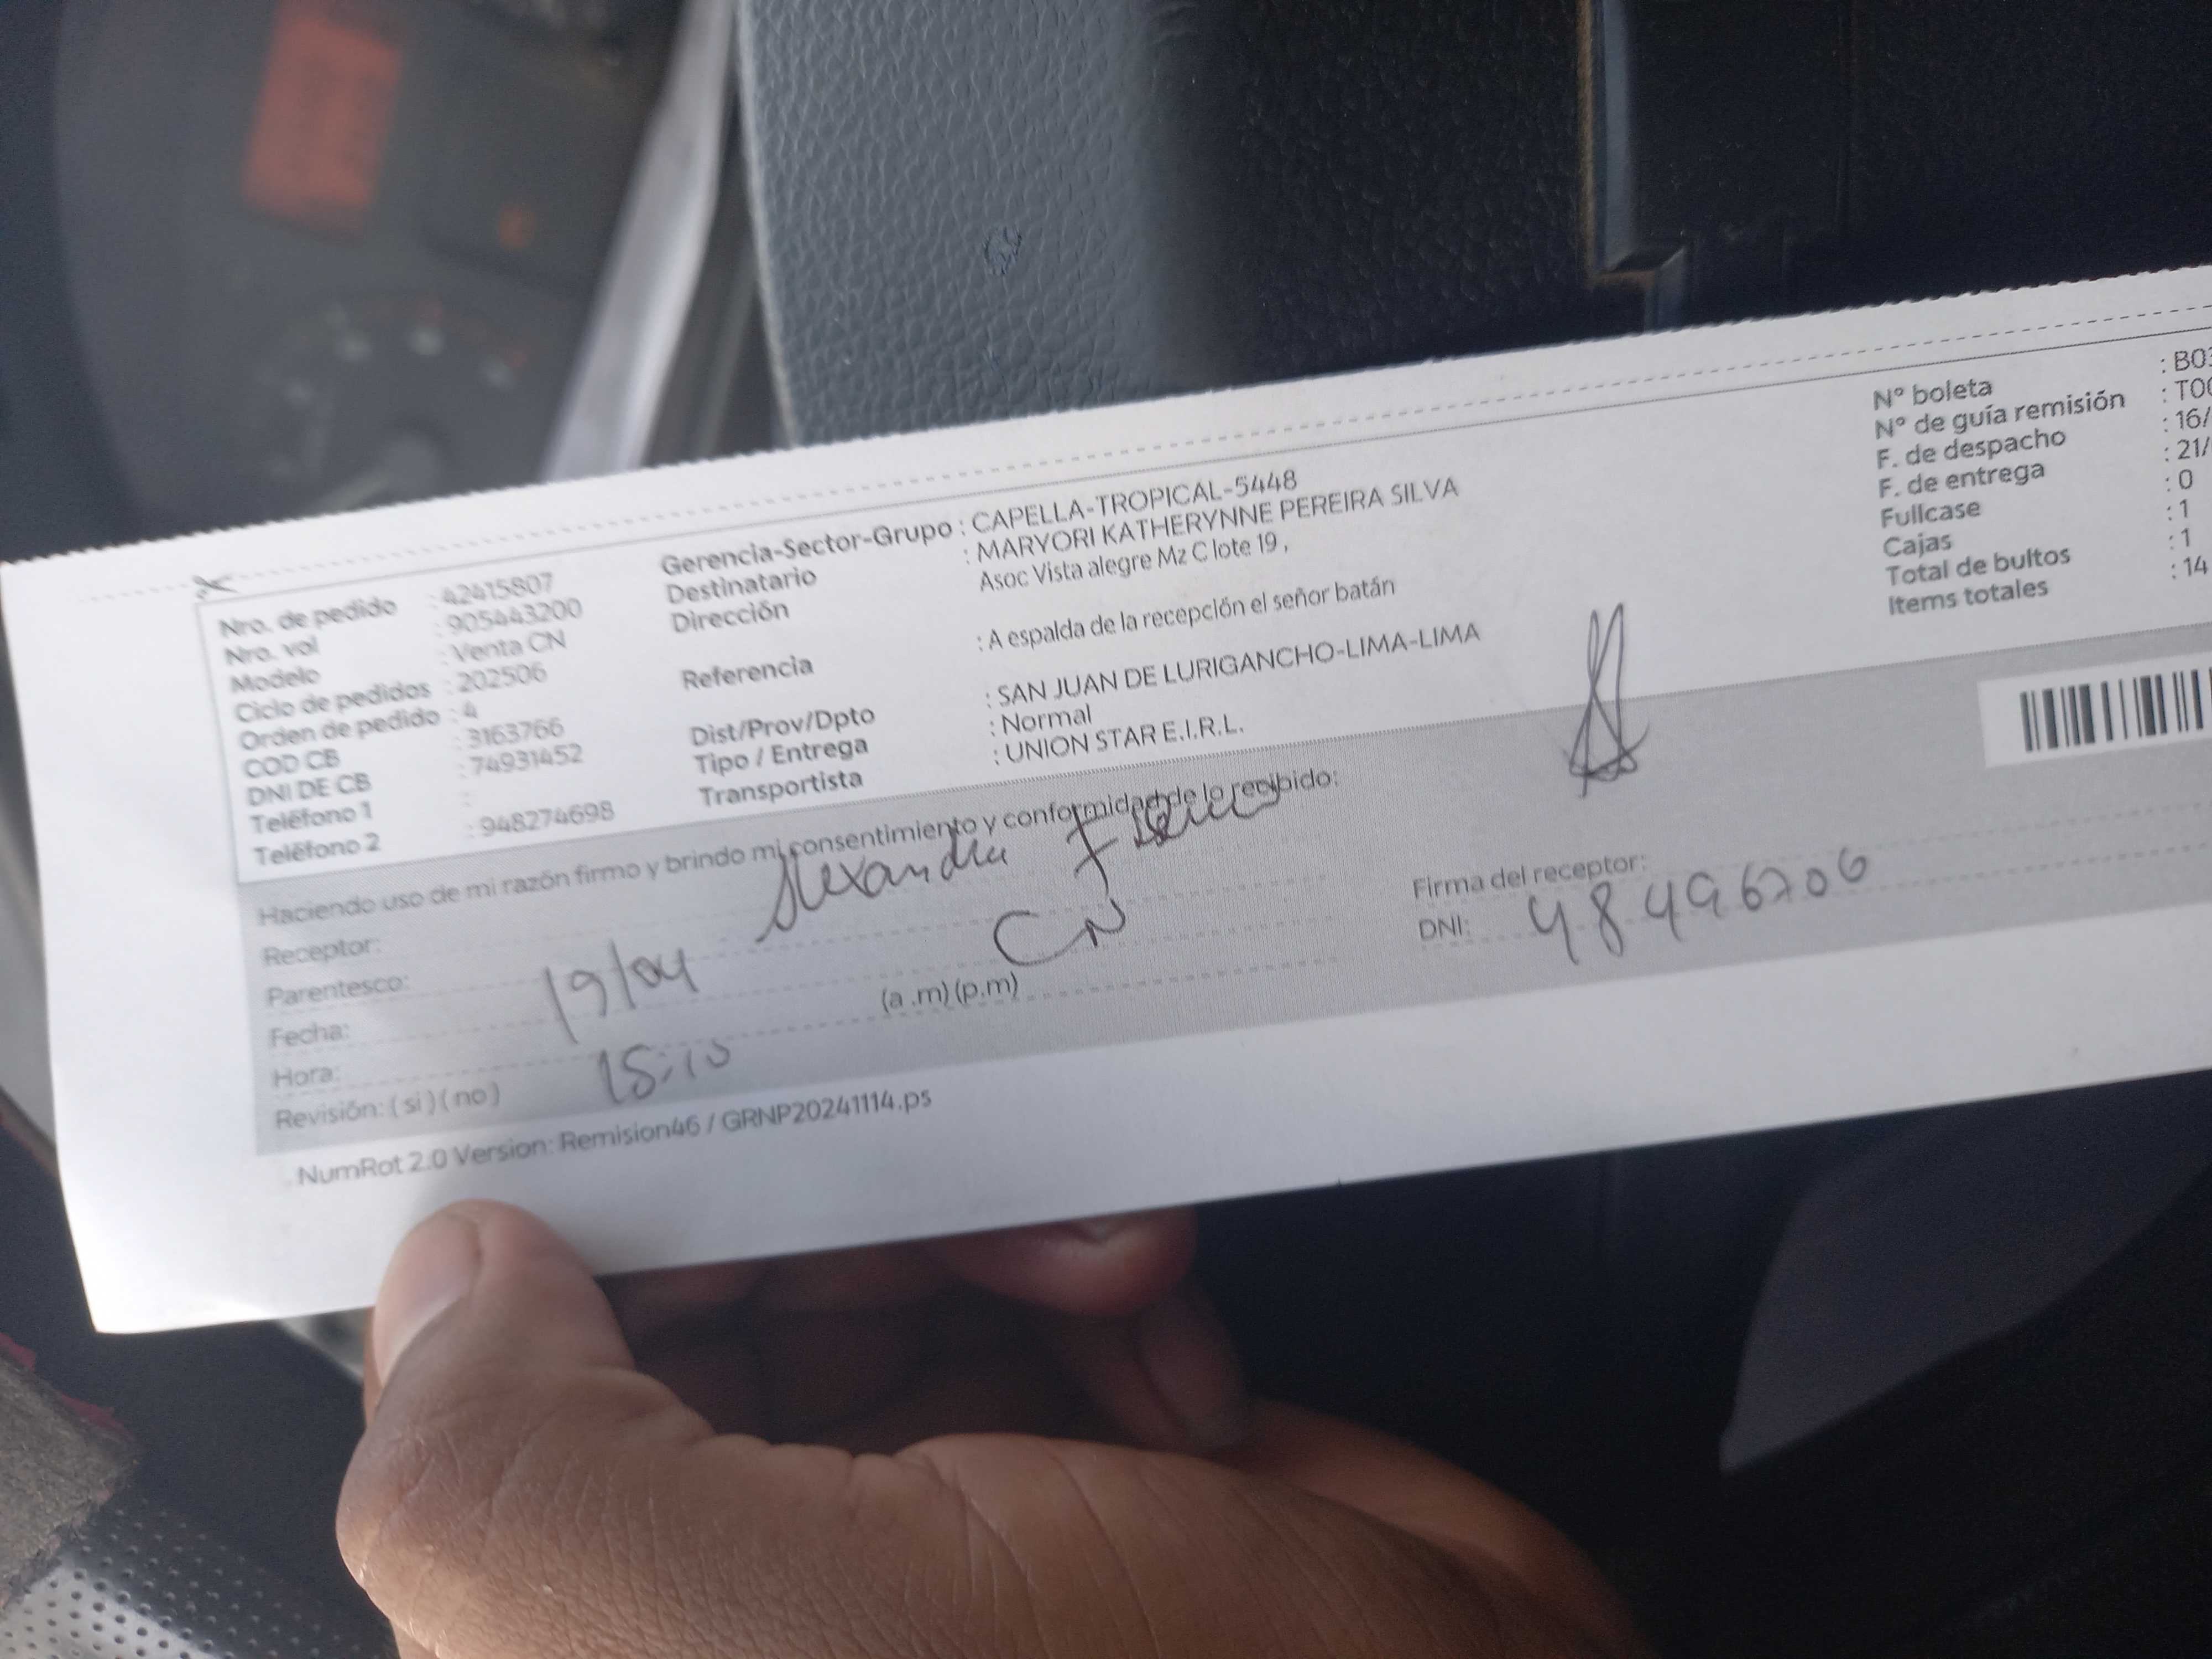 Nro. de pedido : 42415807
Nro. vol : 905443200
Modelo : Venta CN
Ciclo de pedidos : 202506
Orden de pedido : 4
COD CB : 3163766
DNI DE CB : 74931452
Teléfono 1 :
Teléfono 2 : 948274698
Gerencia-Sector-Grupo : CAPELLA-TROPICAL-5448
Destinatario : MARYORI KATHERYNNE PEREIRA SILVA
Dirección Asoc Vista alegre Mz C lote 19 ,
Referencia : A espalda de la recepción el señor batán
Dist/Prov/Dpto : SAN JUAN DE LURIGANCHO-LIMA-LIMA
Tipo / Entrega : Normal
Transportista : UNION STAR E.I.R.L.
N° boleta : B03
N° de guía remisión : T00
F. de despacho : 16/
F. de entrega : 21/
Fullcase : 0
Cajas : 1
Total de bultos : 1
Items totales : 14
Haciendo uso de mi razón firmo y brindo mi consentimiento y conformidad de lo recibido:
Receptor: Alexandra
Parentesco: CN
Fecha: 19/04
Hora: 15:10 (a .m) (p.m)
Revisión: ( si ) ( no )
Firma del receptor:
DNI: 48496206
NumRot 2.0 Version: Remision46 / GRNP20241114.ps